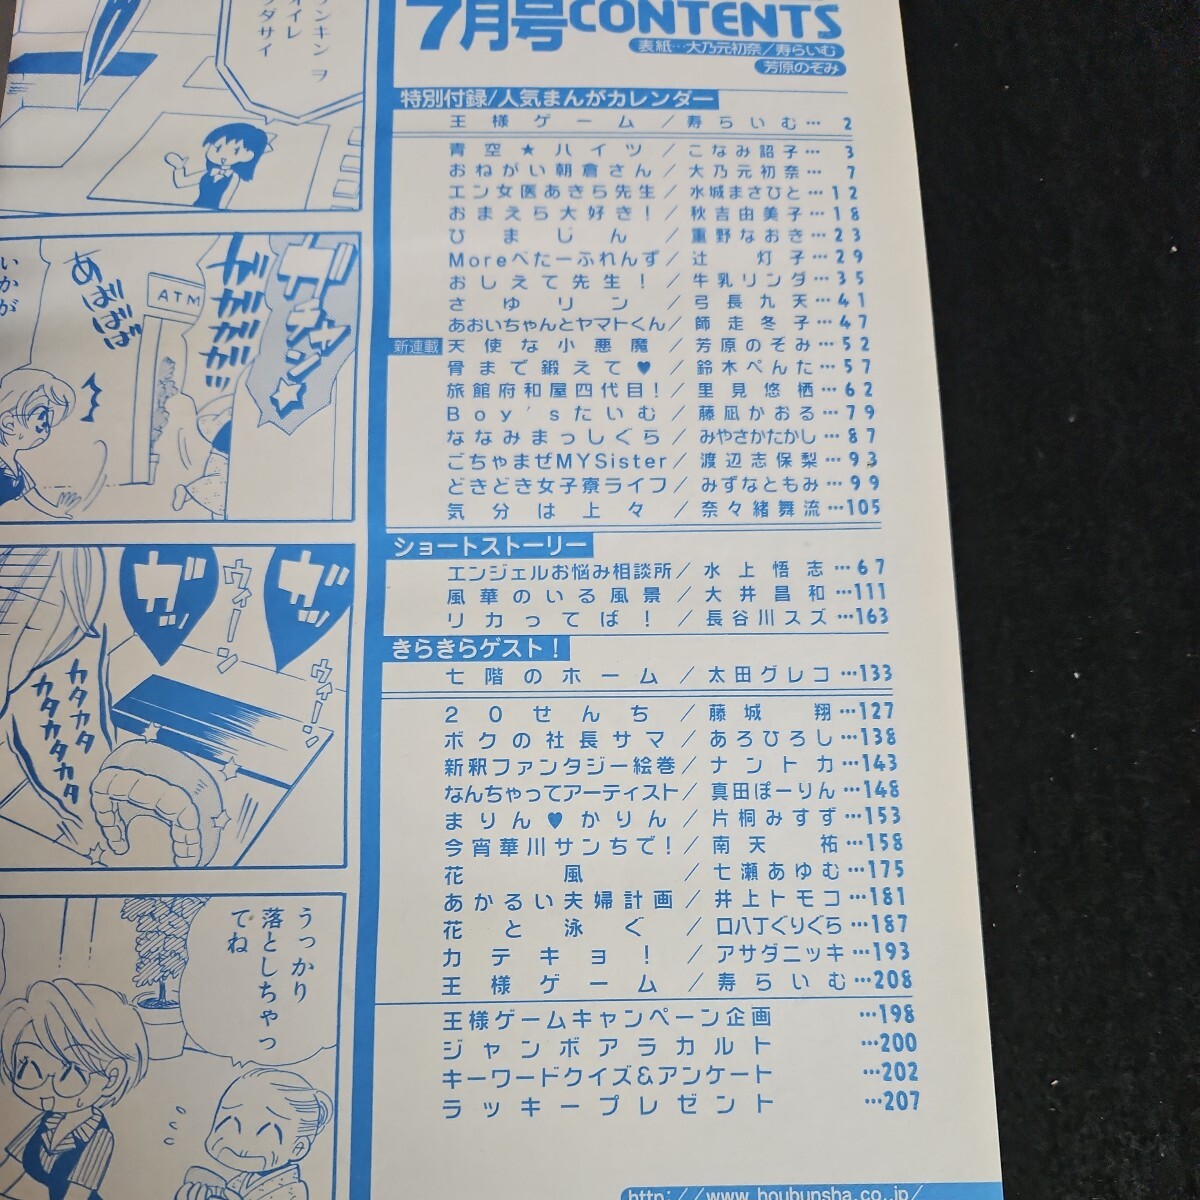 7月号CONTENTS
表紙…大乃元初奈/寿らいむ
芳原のぞみ
特別付録/人気まんがカレンダー
王様ゲーム/寿らいむ…2
青空★ハイツ/こなみ詔子…3
おねがい朝倉さん/大乃元初奈…7
エン女医あきら先生/水城まさひと…12
おまえら大好き!/秋吉由美子…18
ひまじん/重野なおき…23
Moreべたーふれんず/辻 灯子…29
おしえて先生!/牛乳リンダ…35
さゆリン/弓長九天…41
あおいちゃんとヤマトくん/師走冬子…47
新連載 天使な小悪魔/芳原のぞみ…52
骨まで鍛えて♥/鈴木ぺんた…57
旅館府和屋四代目!/里見悠栖…62
Boy'sたいむ/藤凪かおる…79
ななみまっしぐら/みやさかたかし…87
ごちゃまぜMYSister/渡辺志保梨…93
どきどき女子寮ライフ/みずなともみ…99
気分は上々/奈々緒舞流…105
ショートストーリー
エンジェルお悩み相談所/水上悟志…67
風華のいる風景/大井昌和…111
リカってば!/長谷川スズ…163
きらきらゲスト!
七階のホーム/太田グレコ…133
20せんち/藤城 翔…127
ボクの社長サマ/あろひろし…138
新釈ファンタジー絵巻/ナントカ…143
なんちゃってアーティスト/真田ぽーりん…148
まりん♥かりん/片桐みすず…153
今宵華川サンちで!/南天 祐…158
花風/七瀬あゆむ…175
あかるい夫婦計画/井上トモコ…181
花と泳ぐ/口八丁ぐりぐら…187
カテキョ!/アサダニッキ…193
王様ゲーム/寿らいむ…208
王様ゲームキャンペーン企画…198
ジャンボアラカルト…200
キーワードクイズ&アンケート…202
ラッキープレゼント…207
http://www.houbunsha.co.jp/
ンキンヲ
イレ
ダサイ
ガチャン☆
ドガガガガッ
ATM
あばばば
いかが
ガ
ウィーン
ガ
ウィーン
カタカタ
カタカタカタ
うっかり
落としちゃっ
てね